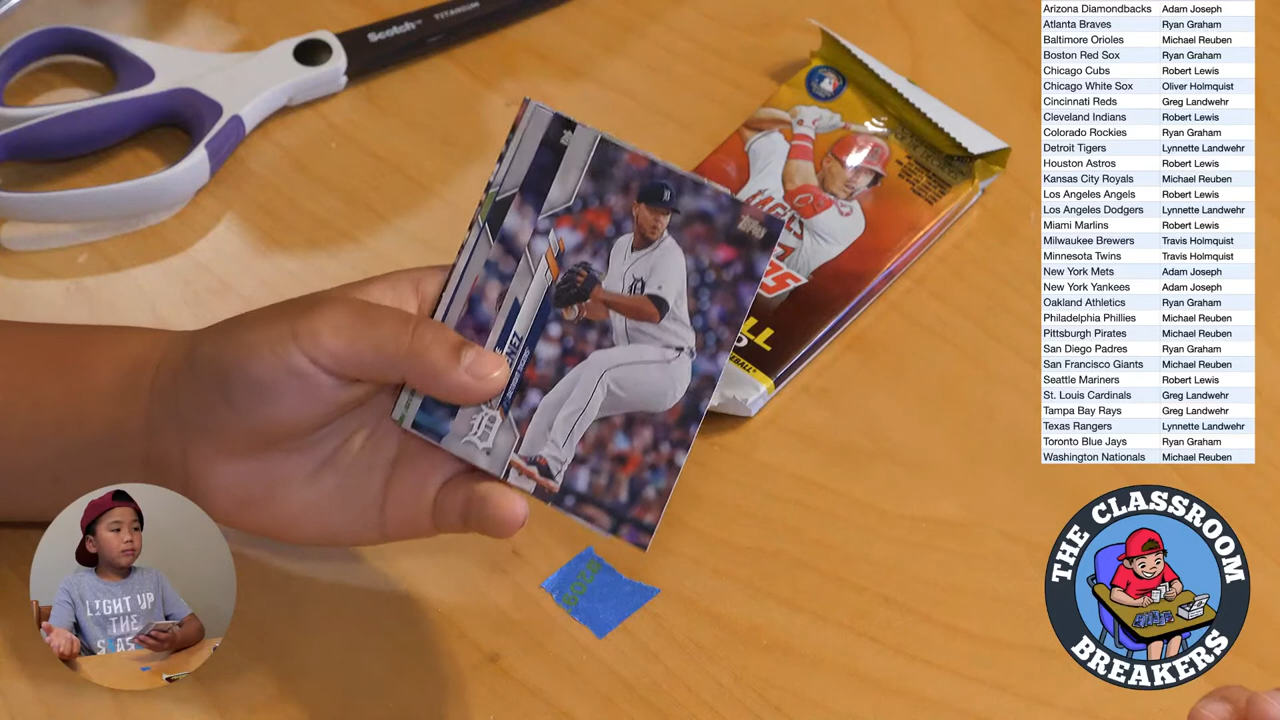 Scotch™ TITANIUM
TOPPS
NEZ
D
D
ANGELS
LIGHT UP
THE
Arizona Diamondbacks Adam Joseph
Atlanta Braves Ryan Graham
Baltimore Orioles Michael Reuben
Boston Red Sox Ryan Graham
Chicago Cubs Robert Lewis
Chicago White Sox Oliver Holmquist
Cincinnati Reds Greg Landwehr
Cleveland Indians Robert Lewis
Colorado Rockies Ryan Graham
Detroit Tigers Lynnette Landwehr
Houston Astros Robert Lewis
Kansas City Royals Michael Reuben
Los Angeles Angels Robert Lewis
Los Angeles Dodgers Lynnette Landwehr
Miami Marlins Robert Lewis
Milwaukee Brewers Travis Holmquist
Minnesota Twins Travis Holmquist
New York Mets Adam Joseph
New York Yankees Adam Joseph
Oakland Athletics Ryan Graham
Philadelphia Phillies Michael Reuben
Pittsburgh Pirates Michael Reuben
San Diego Padres Ryan Graham
San Francisco Giants Michael Reuben
Seattle Mariners Robert Lewis
St. Louis Cardinals Greg Landwehr
Tampa Bay Rays Greg Landwehr
Texas Rangers Lynnette Landwehr
Toronto Blue Jays Ryan Graham
Washington Nationals Michael Reuben
THE CLASSROOM
BREAKERS